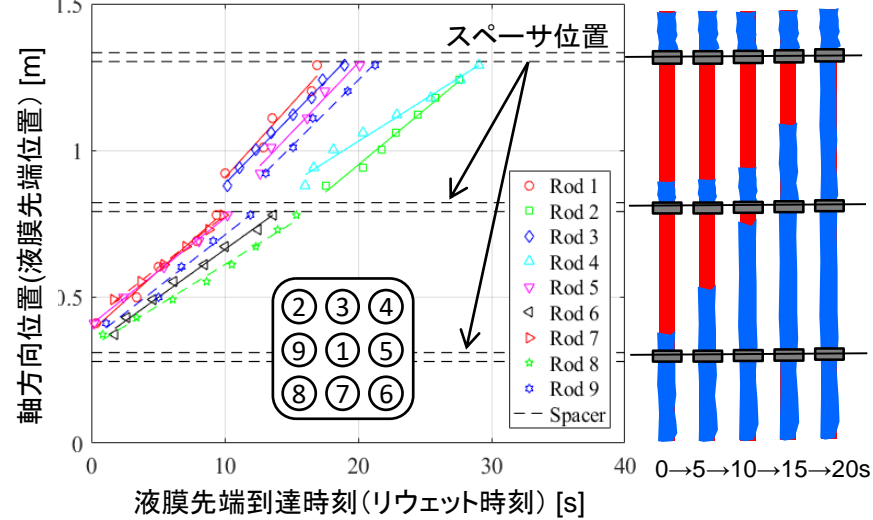 1.5
1
0.5
0
0
10
20
30
40
軸方向位置(液膜先端位置) [m]
液膜先端到達時刻(リウェット時刻) [s]
スペーサ位置
Rod 1
Rod 2
Rod 3
Rod 4
Rod 5
Rod 6
Rod 7
Rod 8
Rod 9
Spacer
② ③ ④
⑨ ① ⑤
⑧ ⑦ ⑥
0→5→10→15→20s